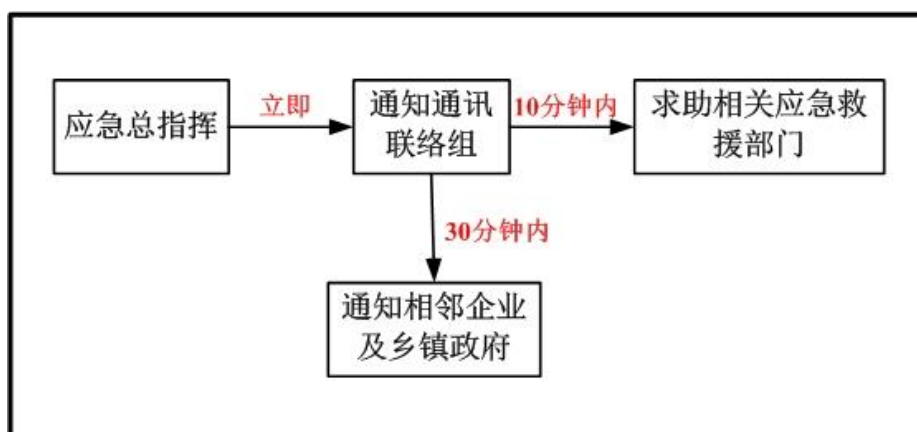 应急总指挥
立即
通知通讯
联络组
10分钟内
求助相关应急救
援部门
30分钟内
通知相邻企业
及乡镇政府